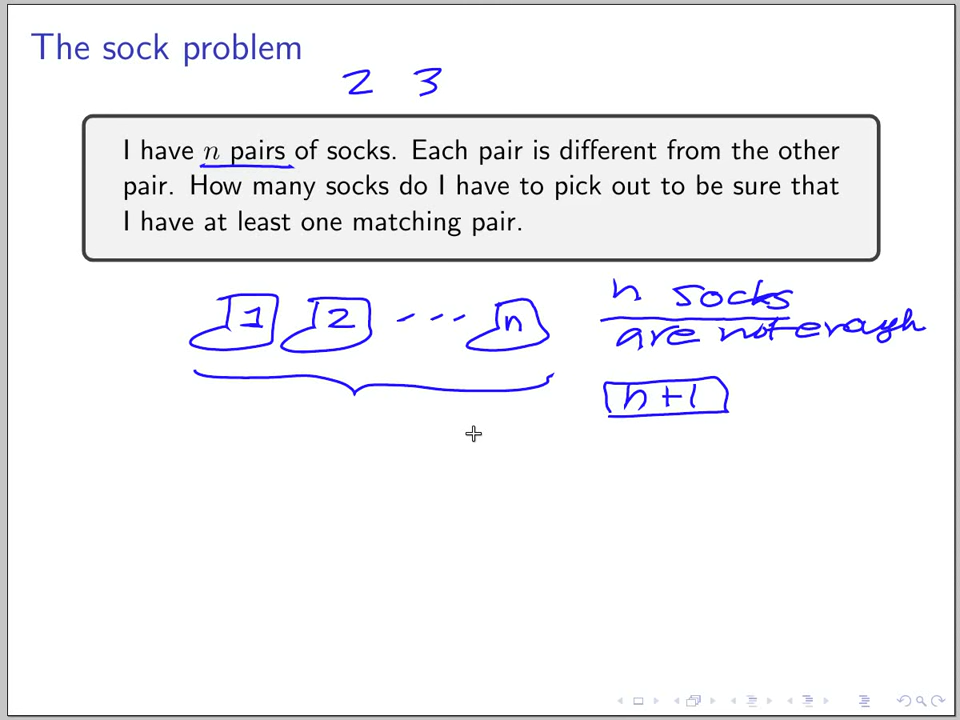 The sock problem
2 3
I have n pairs of socks. Each pair is different from the other
pair. How many socks do I have to pick out to be sure that
I have at least one matching pair.
1 2 --- n
n socks
are not enough
n+1